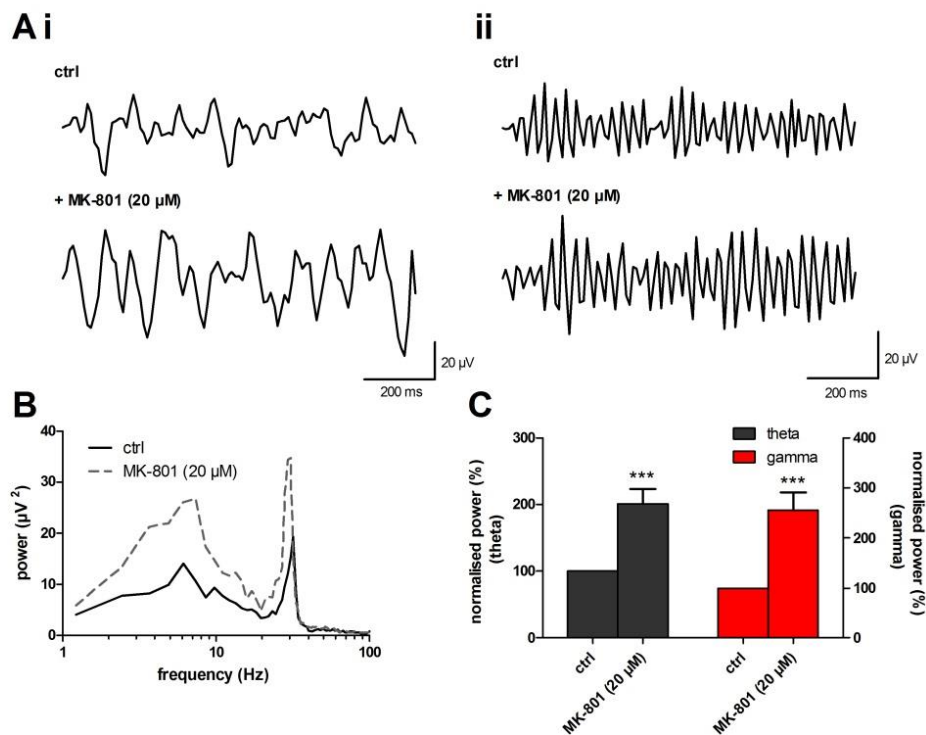 A i
ctrl
+ MK-801 (20 µM)
20 µV
200 ms
ii
ctrl
+ MK-801 (20 µM)
20 µV
200 ms
B
ctrl
MK-801 (20 µM)
40
30
20
10
0
power (µV ²)
1
10
100
frequency (Hz)
C
theta
gamma
300
200
100
0
normalised power (%)
(theta)
***
***
400
300
200
100
0
normalised power (%)
(gamma)
ctrl
MK-801 (20 µM)
ctrl
MK-801 (20 µM)